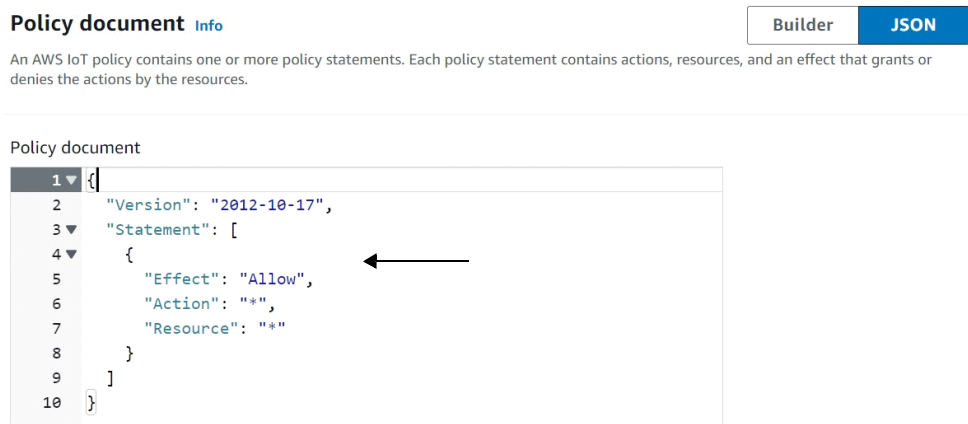 Policy document Info
Builder
JSON
An AWS IoT policy contains one or more policy statements. Each policy statement contains actions, resources, and an effect that grants or
denies the actions by the resources.
Policy document
1 {
2 "Version": "2012-10-17",
3 "Statement": [
4 {
5 "Effect": "Allow",
6 "Action": "*",
7 "Resource": "*"
8 }
9 ]
10 }